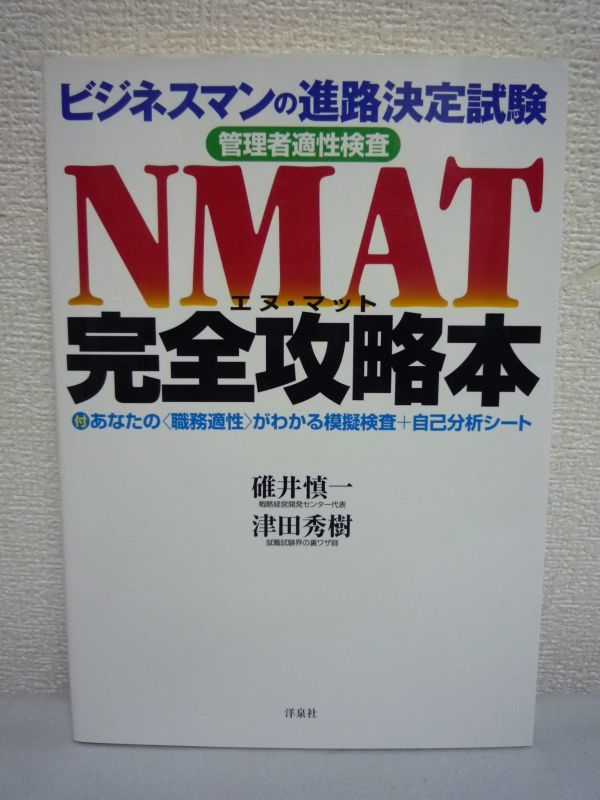 ビジネスマンの進路決定試験
管理者適性検査
NMAT
エヌ・マット
完全攻略本
付あなたの〈職務適性〉がわかる模擬検査+自己分析シート
碓井慎一
戦略経営開発センター代表
津田秀樹
就職試験界の裏ワザ師
洋泉社